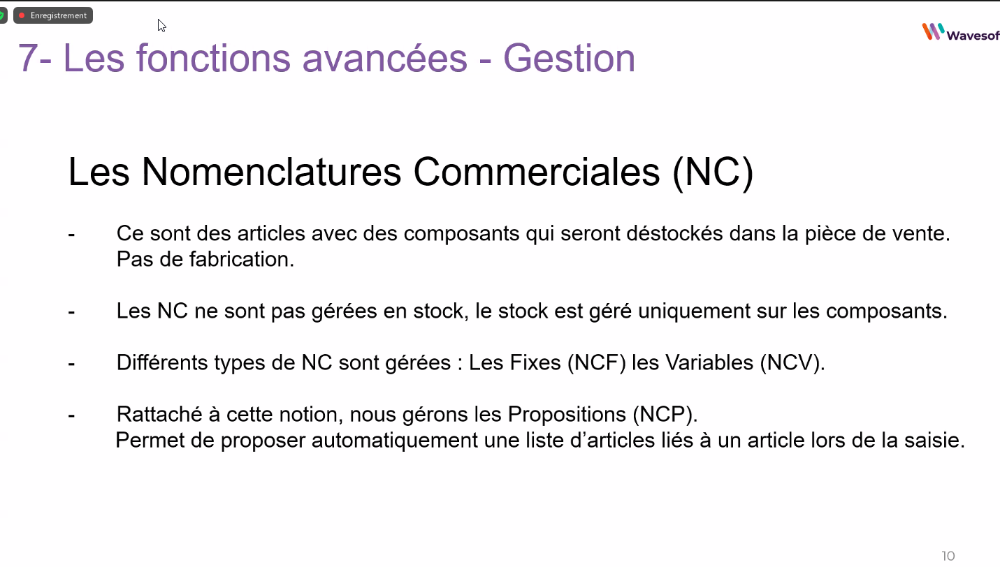 Enregistrement
Wavesof
7- Les fonctions avancées - Gestion
Les Nomenclatures Commerciales (NC)
- Ce sont des articles avec des composants qui seront déstockés dans la pièce de vente.
Pas de fabrication.
- Les NC ne sont pas gérées en stock, le stock est géré uniquement sur les composants.
- Différents types de NC sont gérées : Les Fixes (NCF) les Variables (NCV).
- Rattaché à cette notion, nous gérons les Propositions (NCP).
Permet de proposer automatiquement une liste d’articles liés à un article lors de la saisie.
10